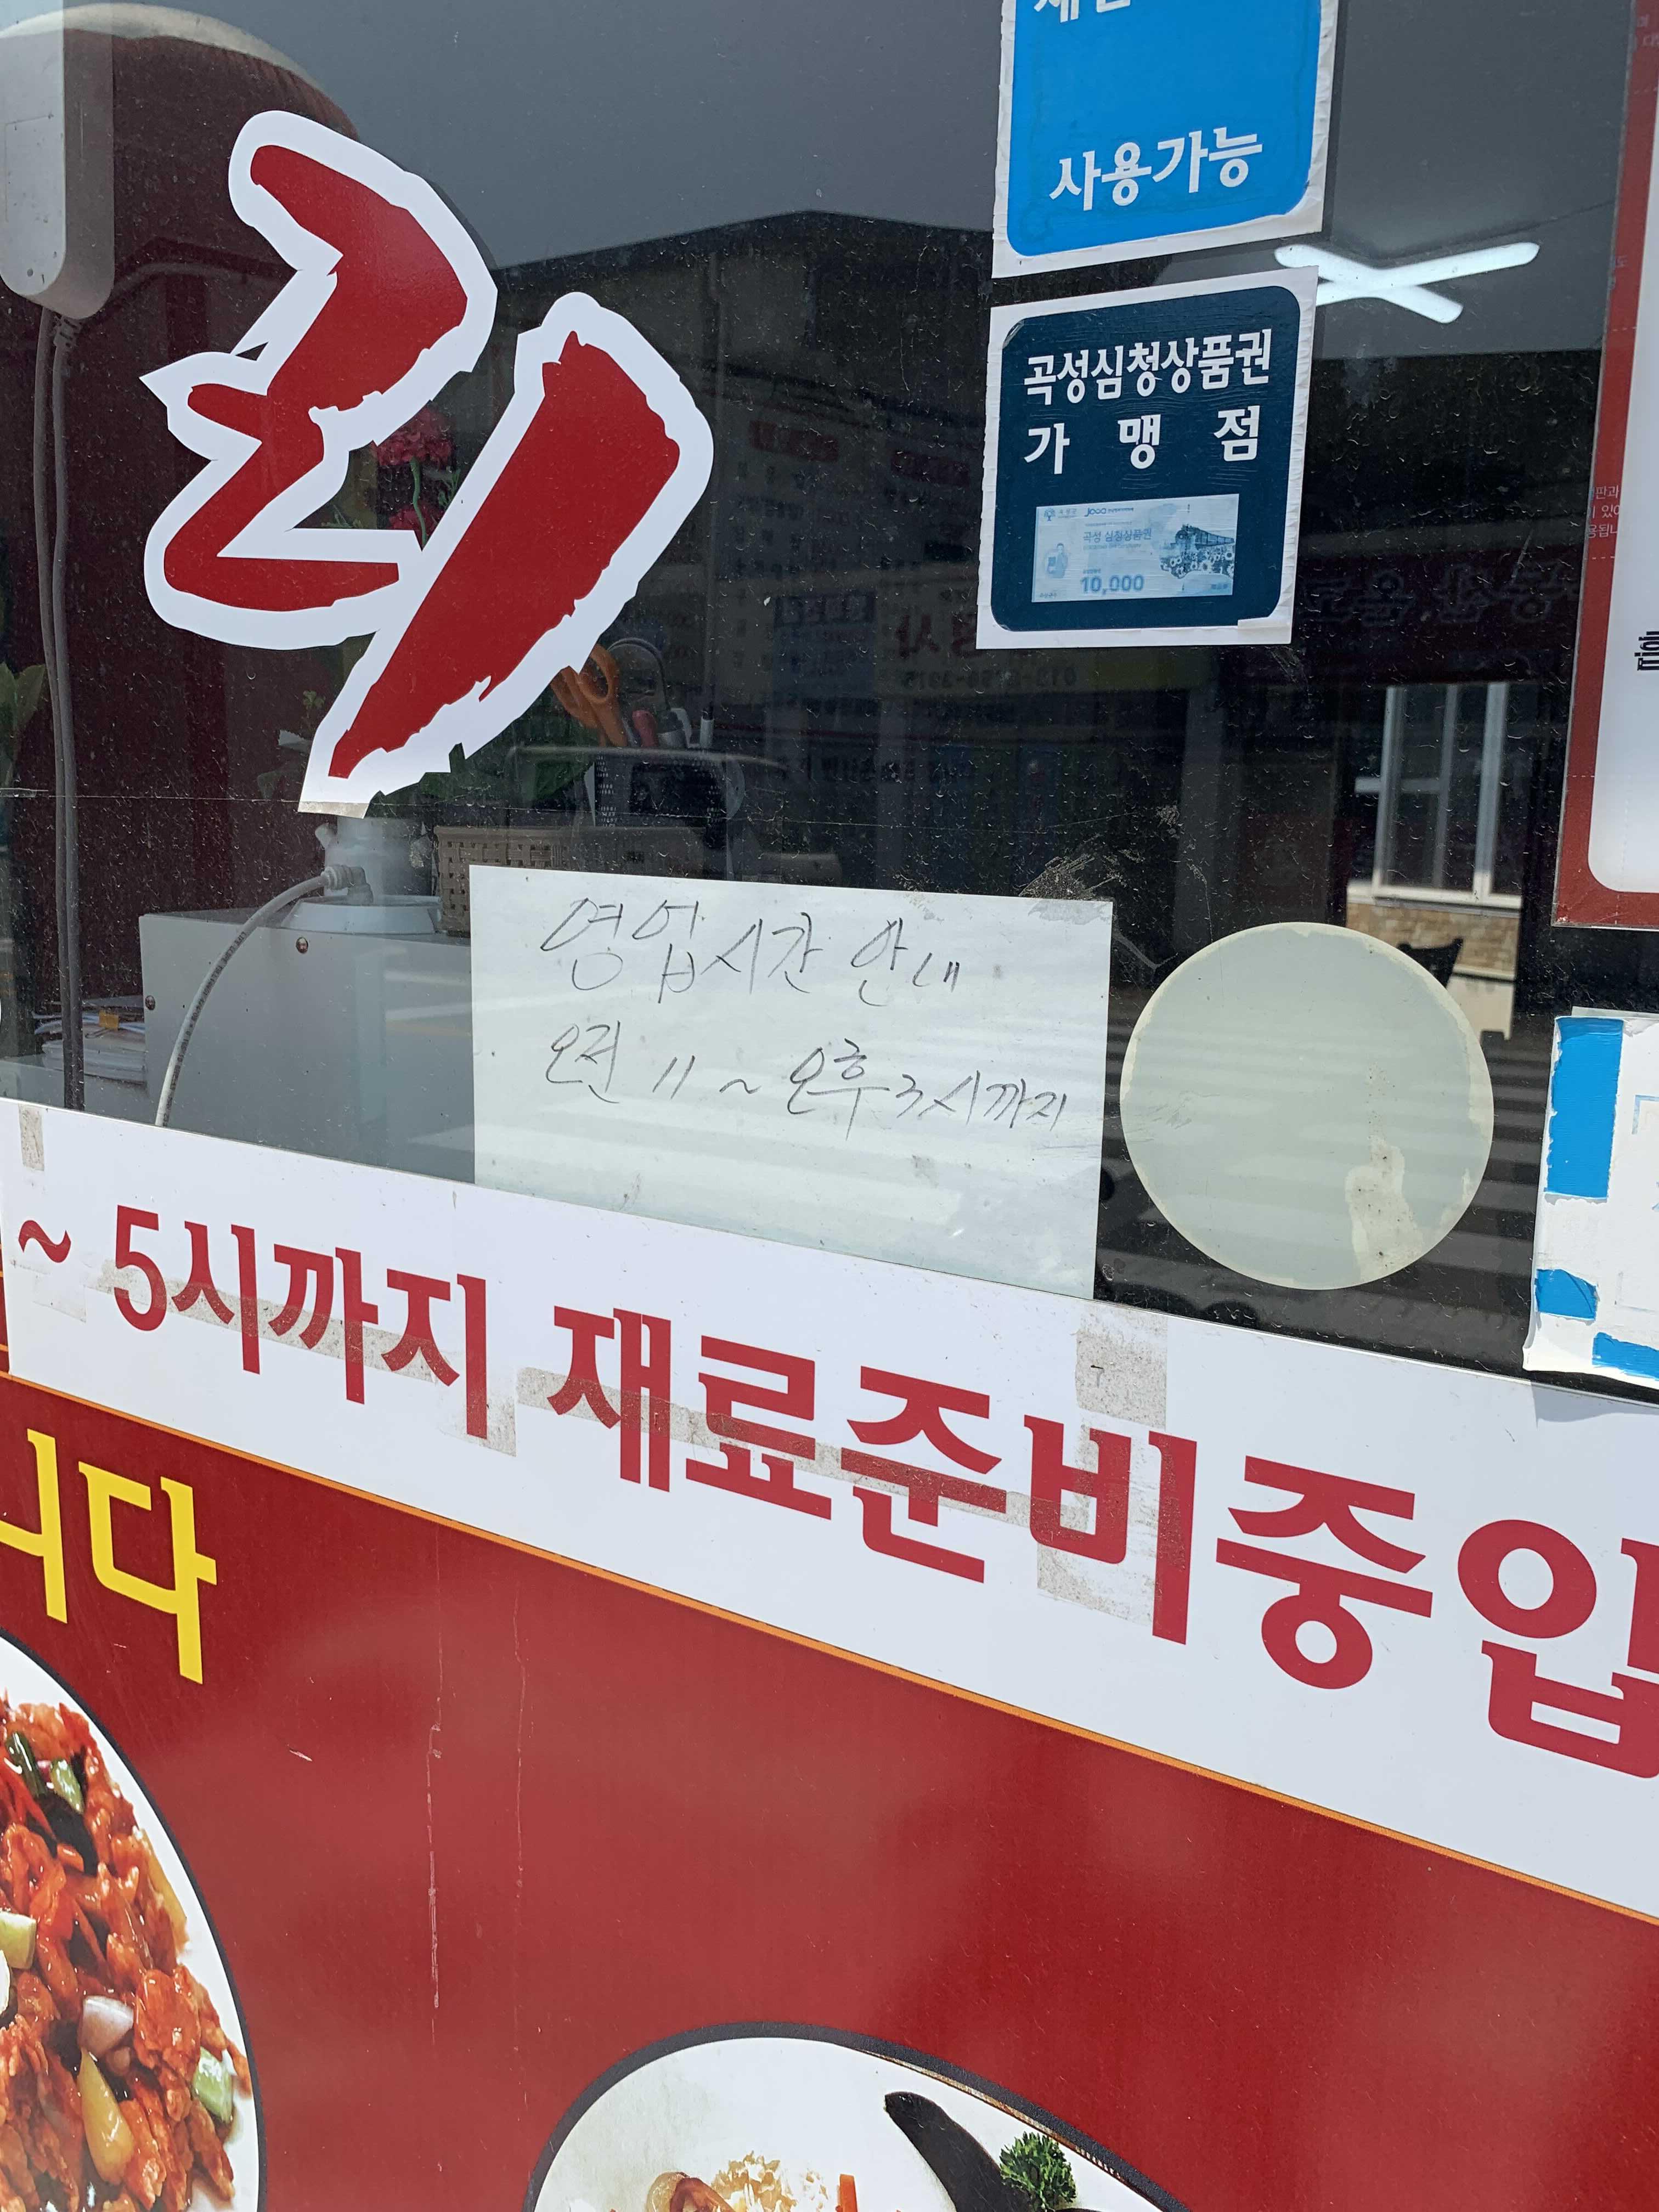 사용가능
리
곡성심청상품권
가 맹 점
곡성 심청상품권
10,000
영업시간 안내
오전 11 ~ 오후 3시까지
~ 5시까지 재료준비중입
니다